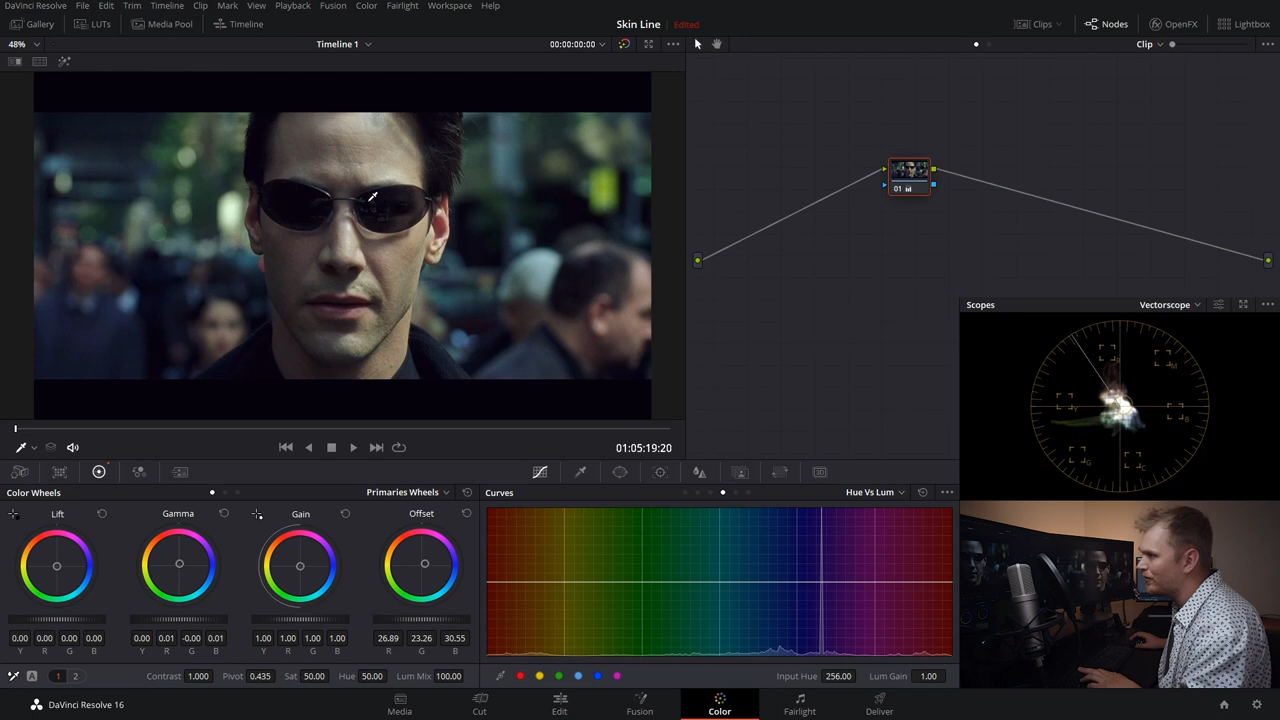 DaVinci Resolve File Edit Trim Timeline Clip Mark View Playback Fusion Color Fairlight Workspace Help
Gallery LUTs Media Pool Timeline Skin Line Edited Clips Nodes OpenFX Lightbox
48% Timeline 1 00:00:00:00 Clip
01
Scopes Vectorscope
R
M
Y
B
G
C
01:05:19:20
Color Wheels Primaries Wheels Curves Hue Vs Lum
Lift Gamma Gain Offset
0.00 0.00 0.00 0.00 0.00 0.01 -0.00 0.01 1.00 1.00 1.00 1.00 26.89 23.26 30.55
Y R G B Y R G B Y R G B R G B
A 1 2 Contrast 1.000 Pivot 0.435 Sat 50.00 Hue 50.00 Lum Mix 100.00 Input Hue 256.00 Lum Gain 1.00
DaVinci Resolve 16 Media Cut Edit Fusion Color Fairlight Deliver